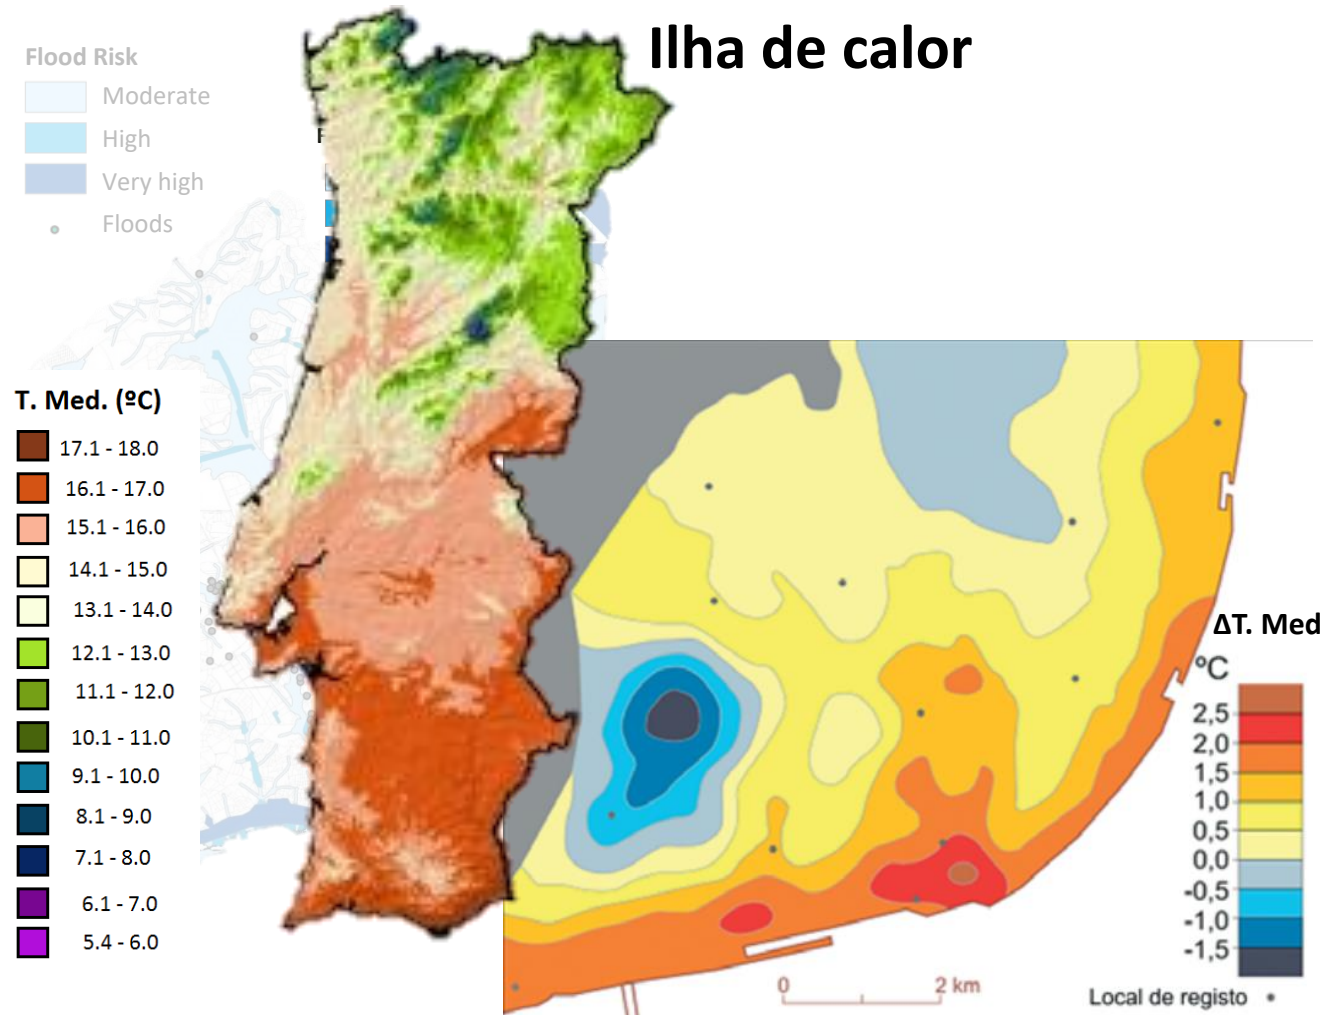 Ilha de calor
Flood Risk
Moderate
High
Very high
Floods
T. Med. (ºC)
17.1 - 18.0
16.1 - 17.0
15.1 - 16.0
14.1 - 15.0
13.1 - 14.0
12.1 - 13.0
11.1 - 12.0
10.1 - 11.0
9.1 - 10.0
8.1 - 9.0
7.1 - 8.0
6.1 - 7.0
5.4 - 6.0
ΔT. Med
ºC
2,5
2,0
1,5
1,0
0,5
0,0
-0,5
-1,0
-1,5
0 2 km
Local de registo